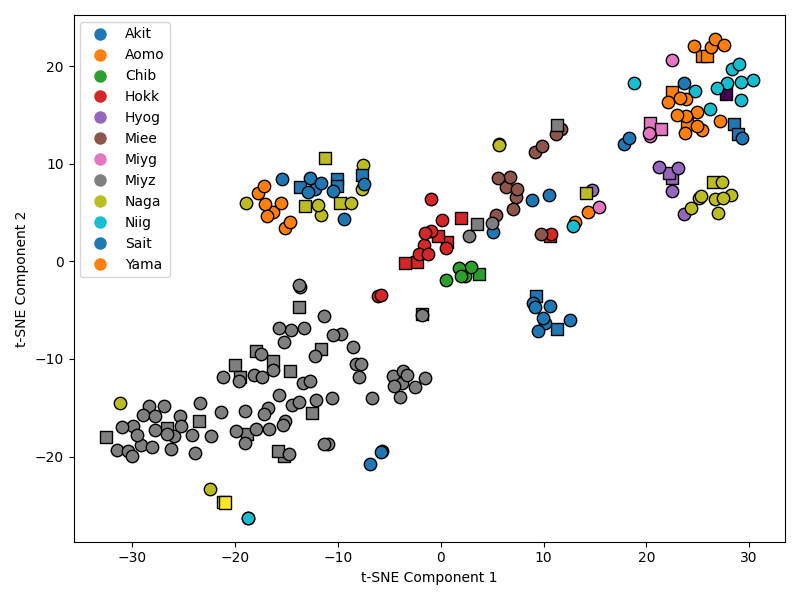 Akit
Aomo
Chib
Hokk
Hyog
Miee
Miyg
Miyz
Naga
Niig
Sait
Yama
20
10
0
−10
−20
t-SNE Component 2
−30
−20
−10
0
10
20
30
t-SNE Component 1